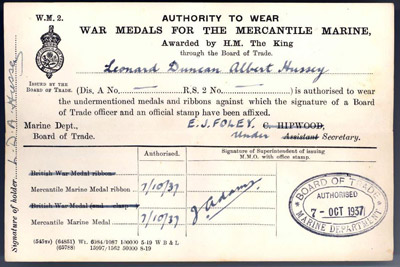 W.M. 2.
AUTHORITY TO WEAR
WAR MEDALS FOR THE MERCANTILE MARINE,
Awarded by H.M. The King
through the Board of Trade.
Leonard Duncan Albert Hussey
ISSUED BY THE
BOARD OF TRADE.
(Dis. A No. — R.S. 2 No. — ) is authorised to wear
the undermentioned medals and ribbons against which the signature of a Board
of Trade officer and an official stamp have been affixed.
Marine Dept.,
Board of Trade.
E. J. FOLEY. C. HIPWOOD,
Under Assistant Secretary.
Signature of holder L. D. A. Hussey
Authorised.
Signature of Superintendent of issuing
M.M.O. with office stamp.
British War Medal ribbon
Mercantile Marine Medal ribbon 7/10/37
British War Medal (and clasp
Mercantile Marine Medal 7/10/37
J Adams
BOARD OF TRADE
AUTHORISED
7 - OCT 1937
MARINE DEPARTMENT
W B & L